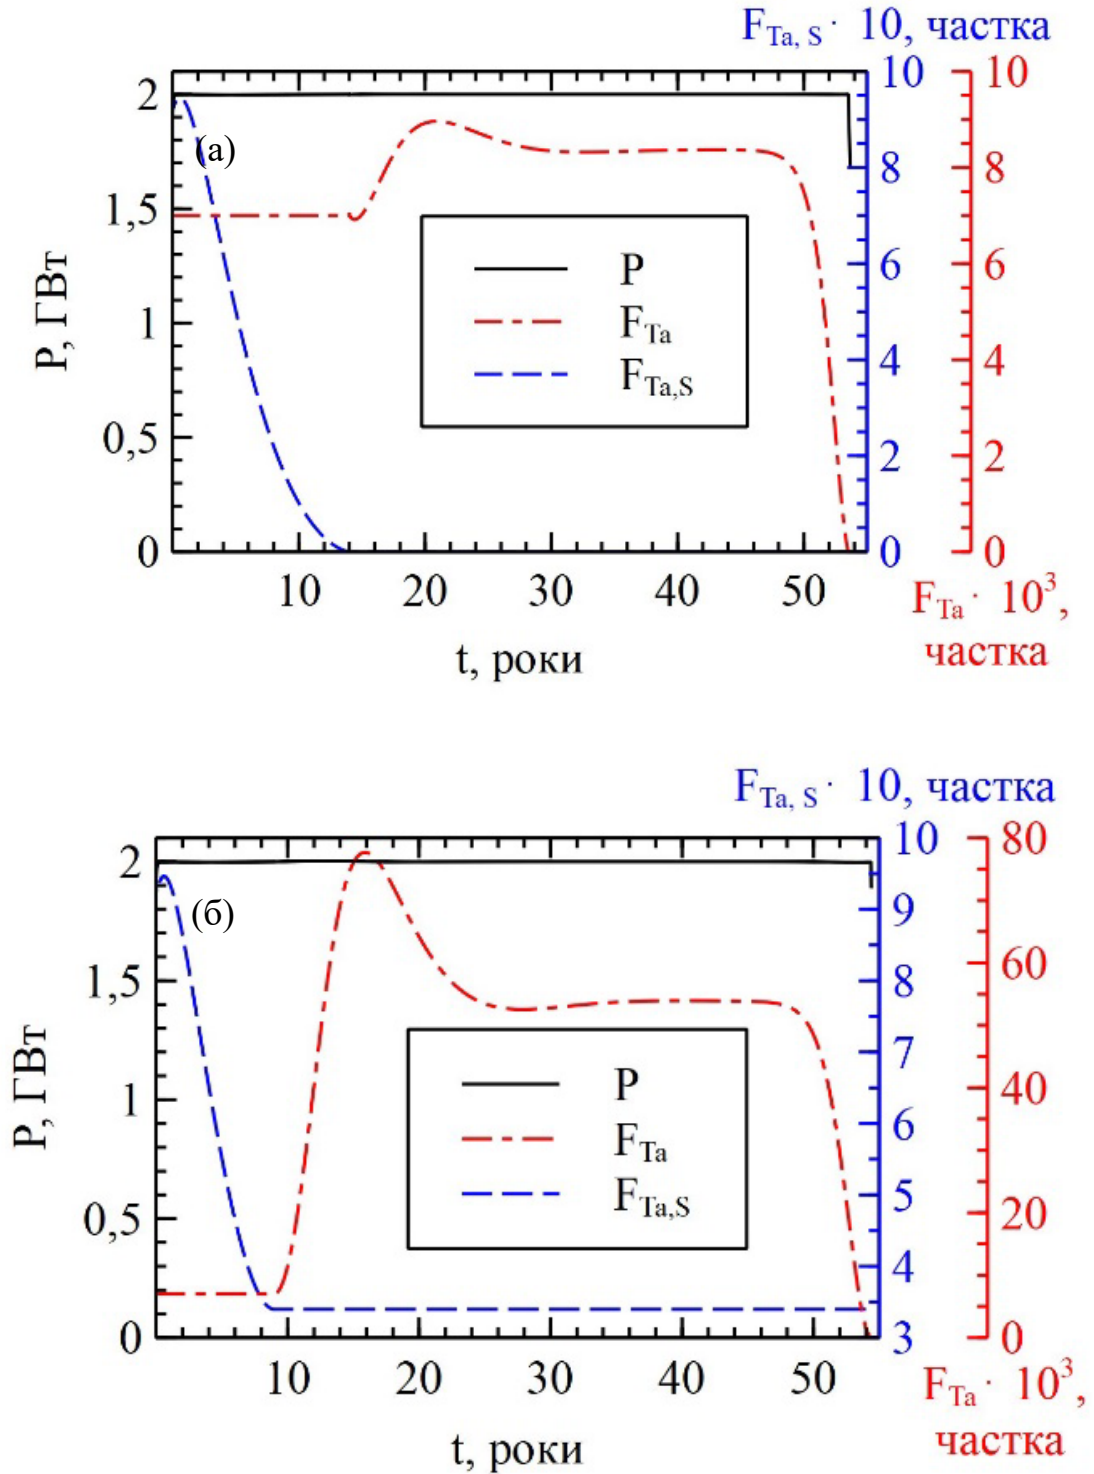 F_Ta, S · 10, частка
(а)
2
1,5
1
0,5
0
P, ГВт
10 20 30 40 50
t, роки
10
8
6
4
2
0
10
8
6
4
2
0
F_Ta · 10³,
частка
P
F_Ta
F_Ta,S
F_Ta, S · 10, частка
(б)
2
1,5
1
0,5
0
P, ГВт
10 20 30 40 50
t, роки
10
9
8
7
6
5
4
3
80
60
40
20
0
F_Ta · 10³,
частка
P
F_Ta
F_Ta,S